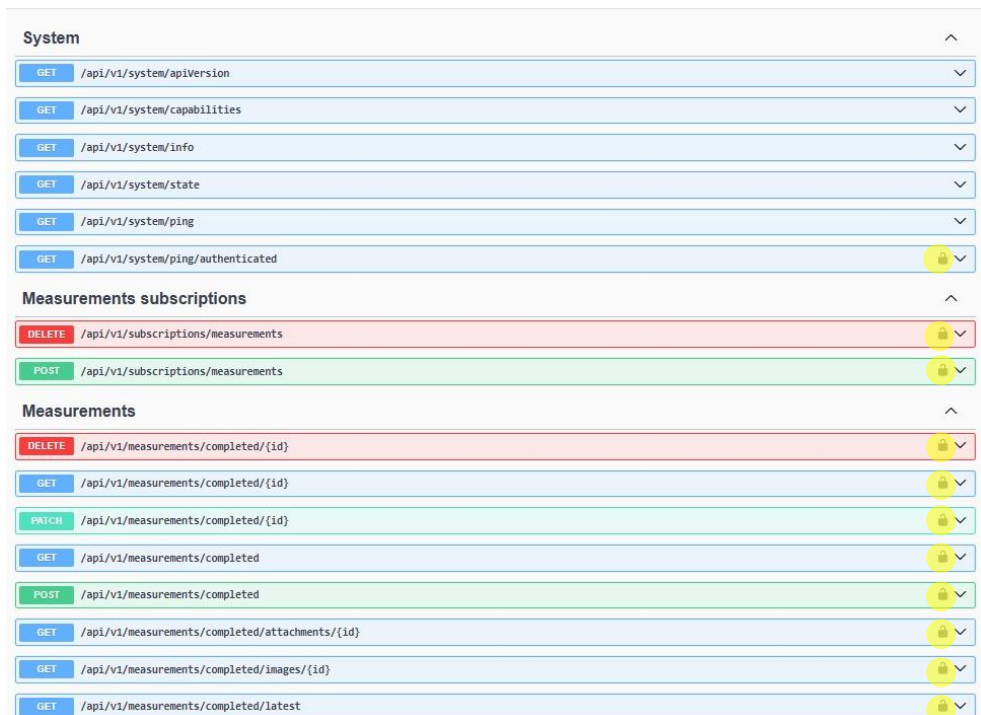 System
GET /api/v1/system/apiVersion
GET /api/v1/system/capabilities
GET /api/v1/system/info
GET /api/v1/system/state
GET /api/v1/system/ping
GET /api/v1/system/ping/authenticated
Measurements subscriptions
DELETE /api/v1/subscriptions/measurements
POST /api/v1/subscriptions/measurements
Measurements
DELETE /api/v1/measurements/completed/{id}
GET /api/v1/measurements/completed/{id}
PATCH /api/v1/measurements/completed/{id}
GET /api/v1/measurements/completed
POST /api/v1/measurements/completed
GET /api/v1/measurements/completed/attachments/{id}
GET /api/v1/measurements/completed/images/{id}
GET /api/v1/measurements/completed/latest